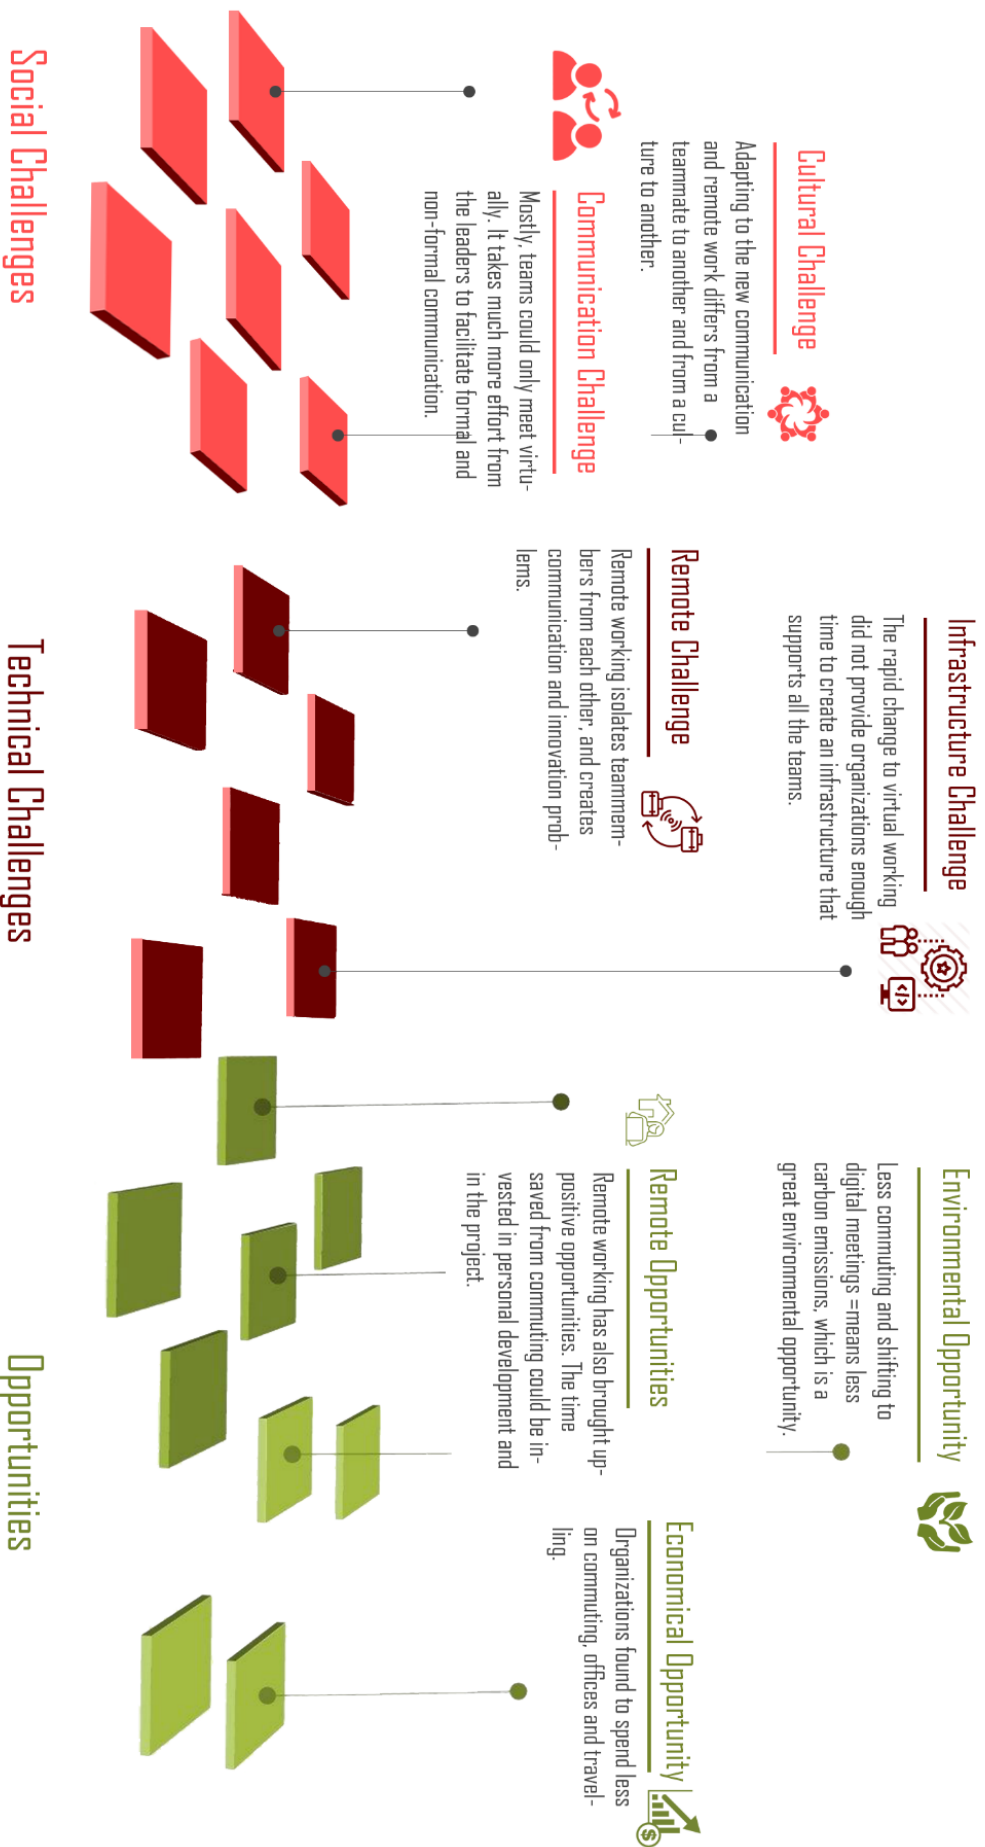 Cultural Challenge
Adapting to the new communication
and remote work differs from a
teammate to another and from a cul-
ture to another.
Communication Challenge
Mostly, teams could only meet virtu-
ally. It takes much more effort from
the leaders to facilitate formal and
non-formal communication.
Social Challenges
Infrastructure Challenge
The rapid change to virtual working
did not provide organizations enough
time to create an infrastructure that
supports all the teams.
Remote Challenge
Remote working isolates teammem-
bers from each other, and creates
communication and innovation prob-
lems.
Technical Challenges
Environmental Opportunity
Less commuting and shifting to
digital meetings =means less
carbon emissions, which is a
great environmental opportunity.
Remote Opportunities
Remote working has also brought up-
positive opportunities. The time
saved from commuting could be in-
vested in personal development and
in the project.
Economical Opportunity
Organizations found to spend less
on commuting, offices and travel-
ling.
Opportunities